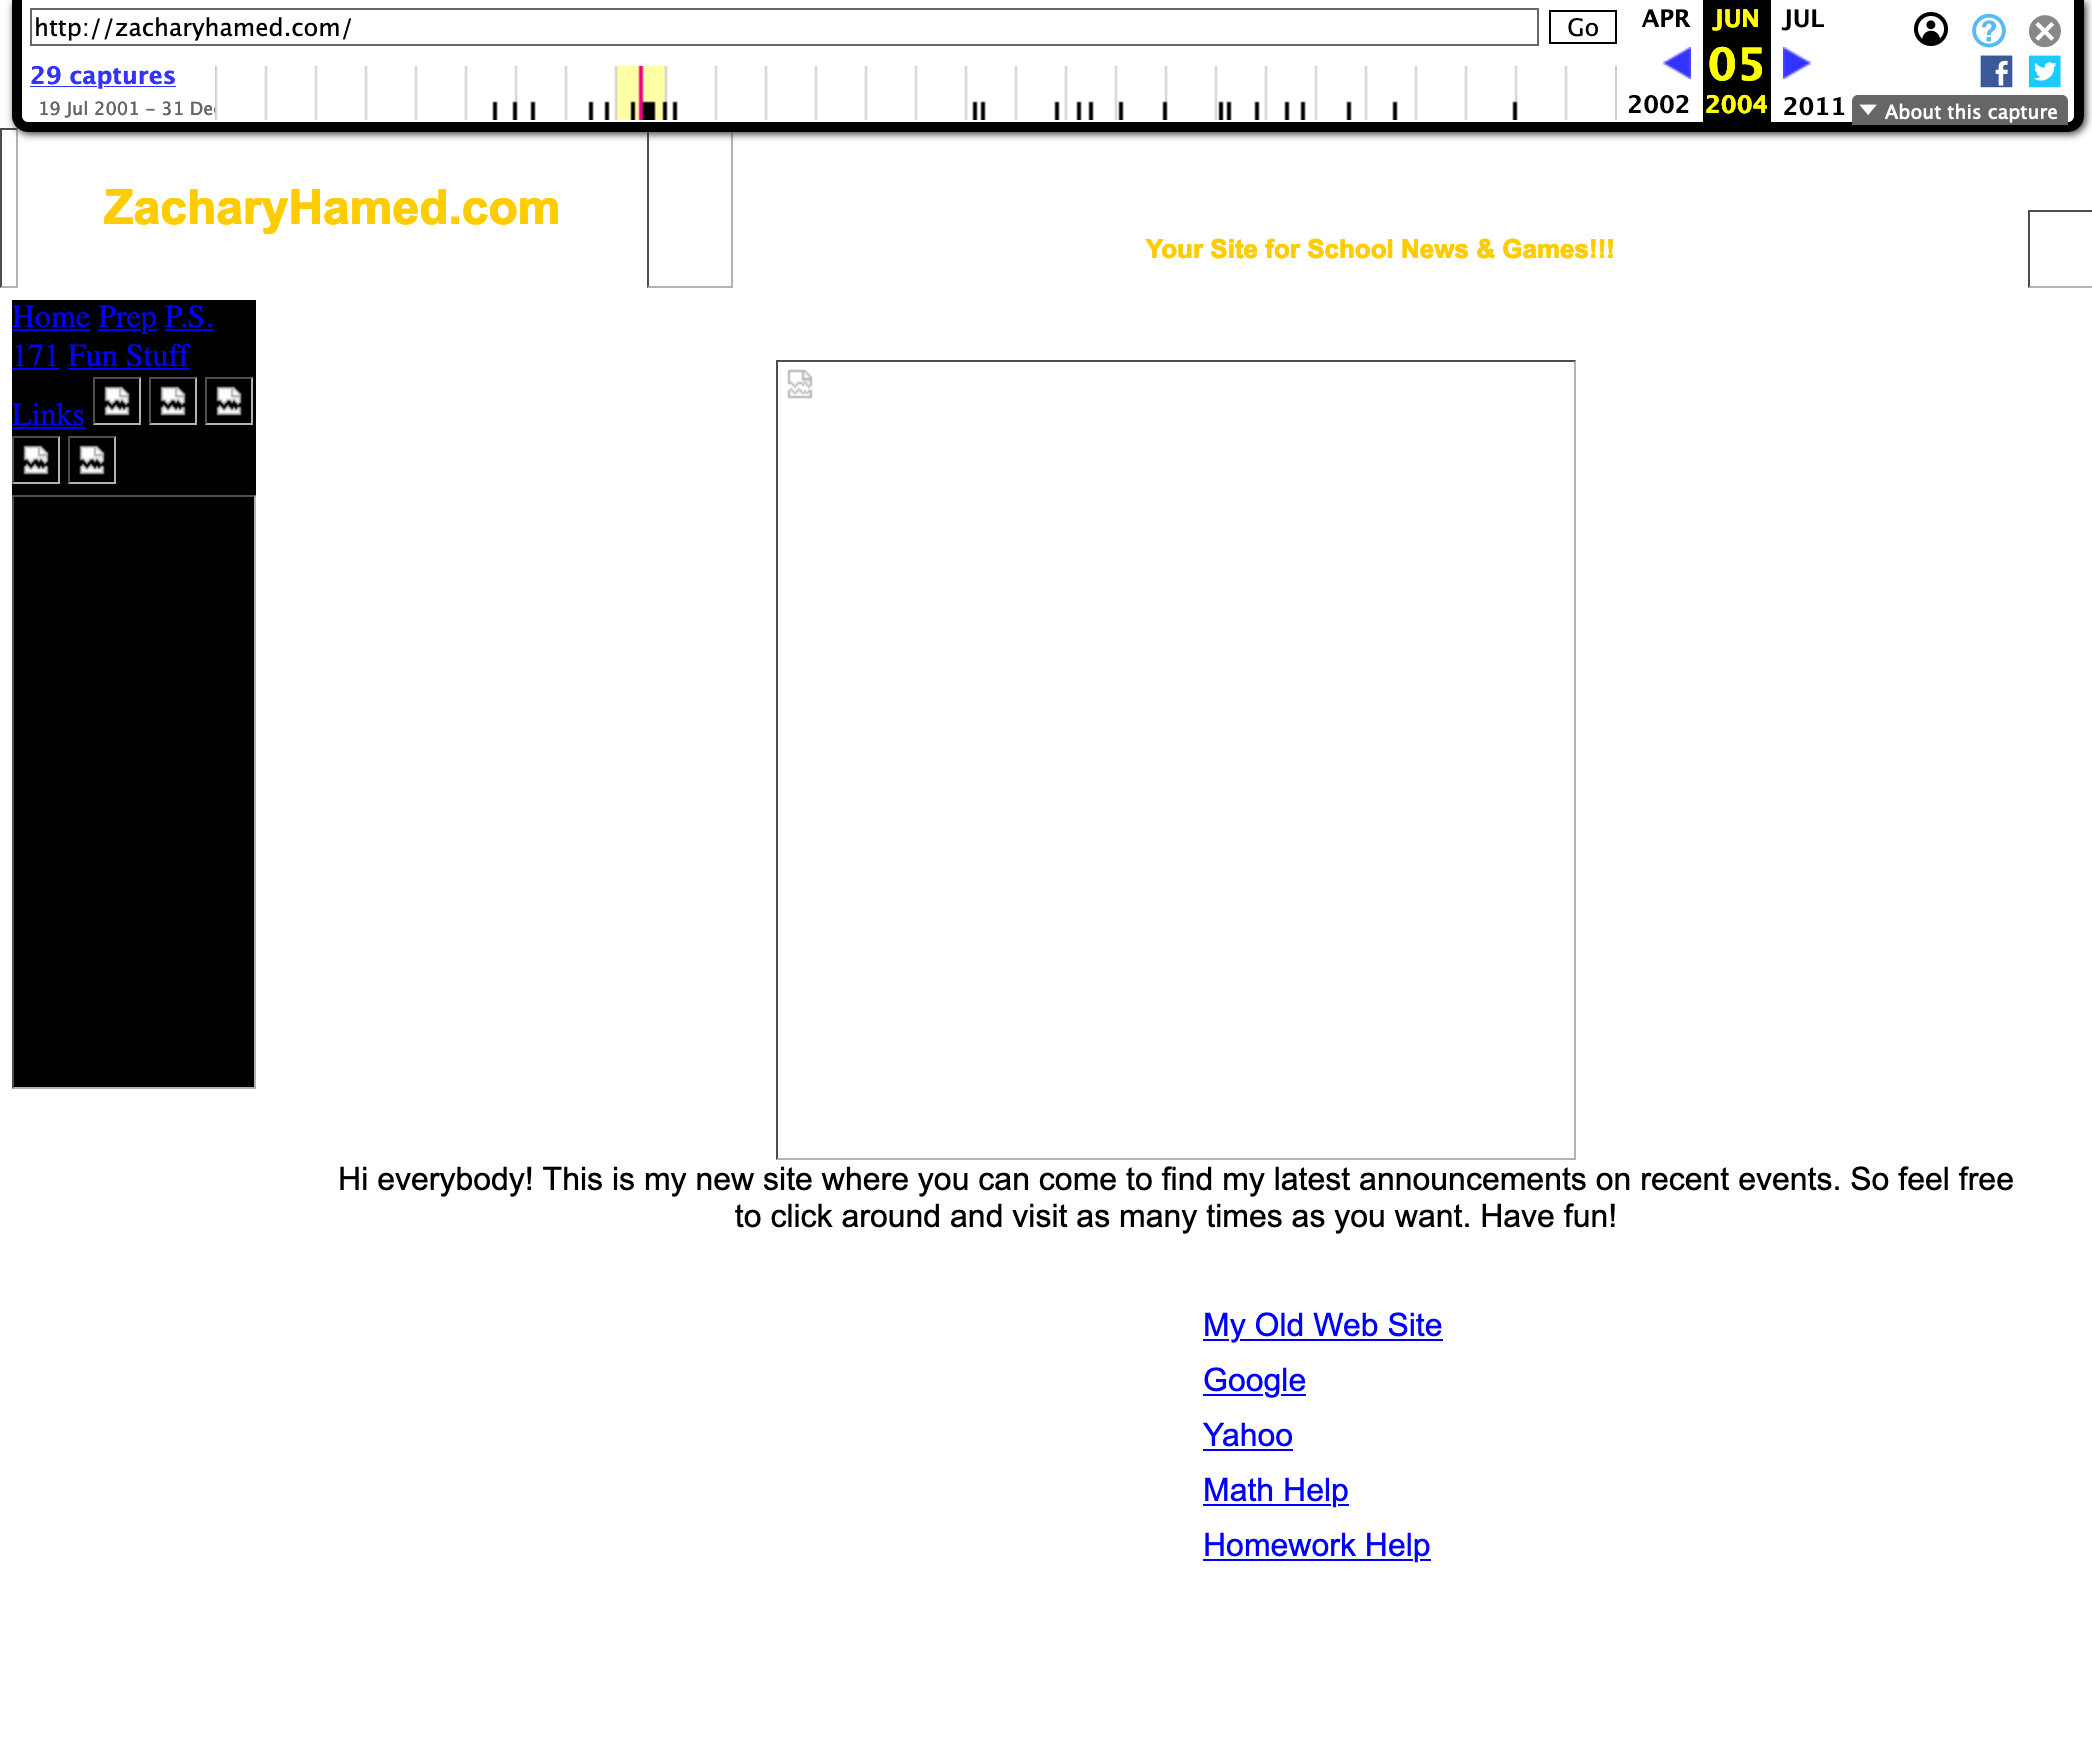 http://zacharyhamed.com/
Go
APR
JUN
JUL
29 captures
05
19 Jul 2001 – 31 De
2002
2004
2011
About this capture
ZacharyHamed.com
Your Site for School News & Games!!!
Home Prep P.S.
171 Fun Stuff
Links
Hi everybody! This is my new site where you can come to find my latest announcements on recent events. So feel free
to click around and visit as many times as you want. Have fun!
My Old Web Site
Google
Yahoo
Math Help
Homework Help